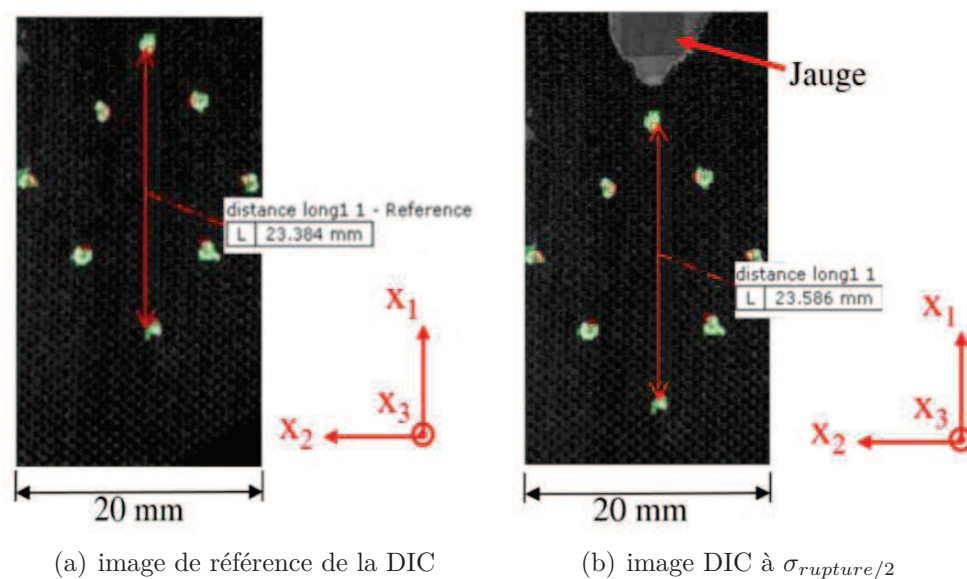 distance long1 1 - Reference
L 23.384 mm
x₁
x₂
x₃
20 mm
(a) image de référence de la DIC
Jauge
distance long1 1
L 23.586 mm
x₁
x₂
x₃
20 mm
(b) image DIC à σrupture/2